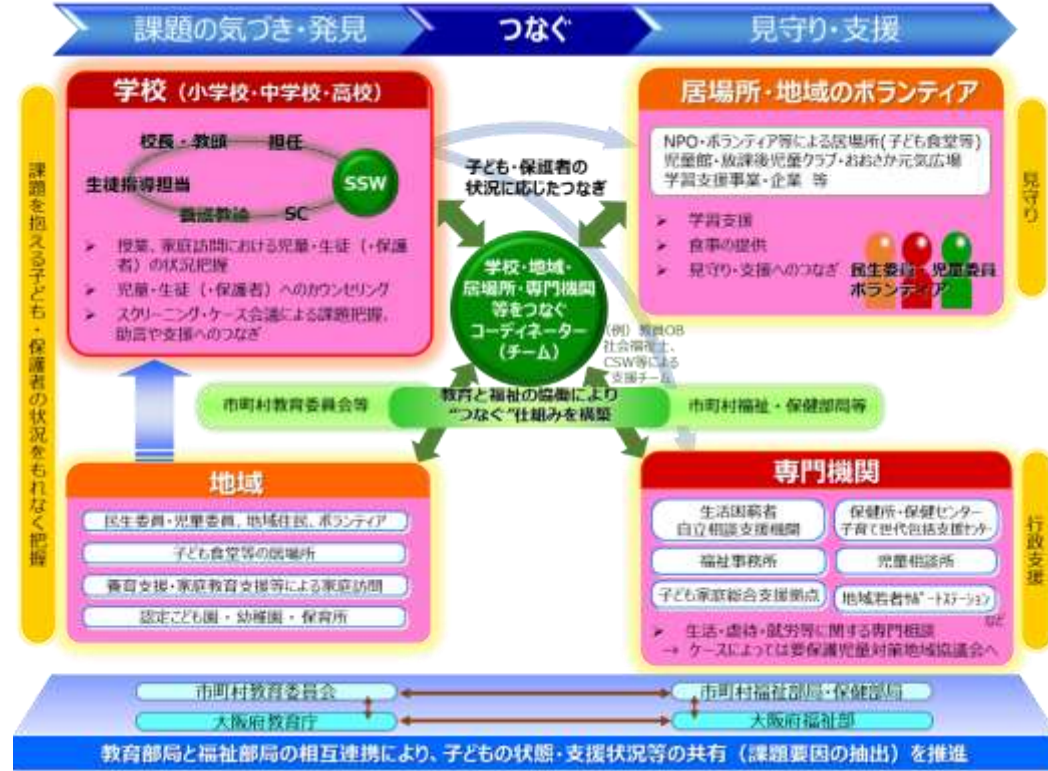 課題の気づき・発見
つなぐ
見守り・支援
課題を抱える子ども・保護者の状況をもれなく把握
学校（小学校・中学校・高校）
校長・教頭
担任
生徒指導担当
SSW
養護教諭
SC
➤ 授業、家庭訪問における児童・生徒（・保護
者）の状況把握
➤ 児童・生徒（・保護者）へのカウンセリング
➤ スクリーニング・ケース会議による課題把握、
助言や支援へのつなぎ
子ども・保護者の
状況に応じたつなぎ
学校・地域・
居場所・専門機関
等をつなぐ
コーディネーター
（チーム）
（例）教員OB
社会福祉士、
CSW等による
支援チーム
居場所・地域のボランティア
NPO・ボランティア等による居場所(子ども食堂等)
児童館・放課後児童クラブ・おおさか元気広場
学習支援事業・企業 等
➤ 学習支援
➤ 食事の提供
➤ 見守り・支援へのつなぎ
民生委員・児童委員
ボランティア
見守り
市町村教育委員会等
教育と福祉の協働により
“つなぐ”仕組みを構築
市町村福祉・保健部局等
地域
民生委員・児童委員、地域住民、ボランティア
子ども食堂等の居場所
養育支援・家庭教育支援等による家庭訪問
認定こども園・幼稚園・保育所
専門機関
生活困窮者
自立相談支援機関
保健所・保健センター
子育て世代包括支援ｾﾝﾀｰ
福祉事務所
児童相談所
子ども家庭総合支援拠点
地域若者ｻﾎﾟｰﾄｽﾃｰｼｮﾝ
など
➤ 生活・虐待・就労等に関する専門相談
→ ケースによっては要保護児童対策地域協議会へ
行政支援
市町村教育委員会
市町村福祉部局・保健部局
大阪府教育庁
大阪府福祉部
教育部局と福祉部局の相互連携により、子どもの状態・支援状況等の共有（課題要因の抽出）を推進